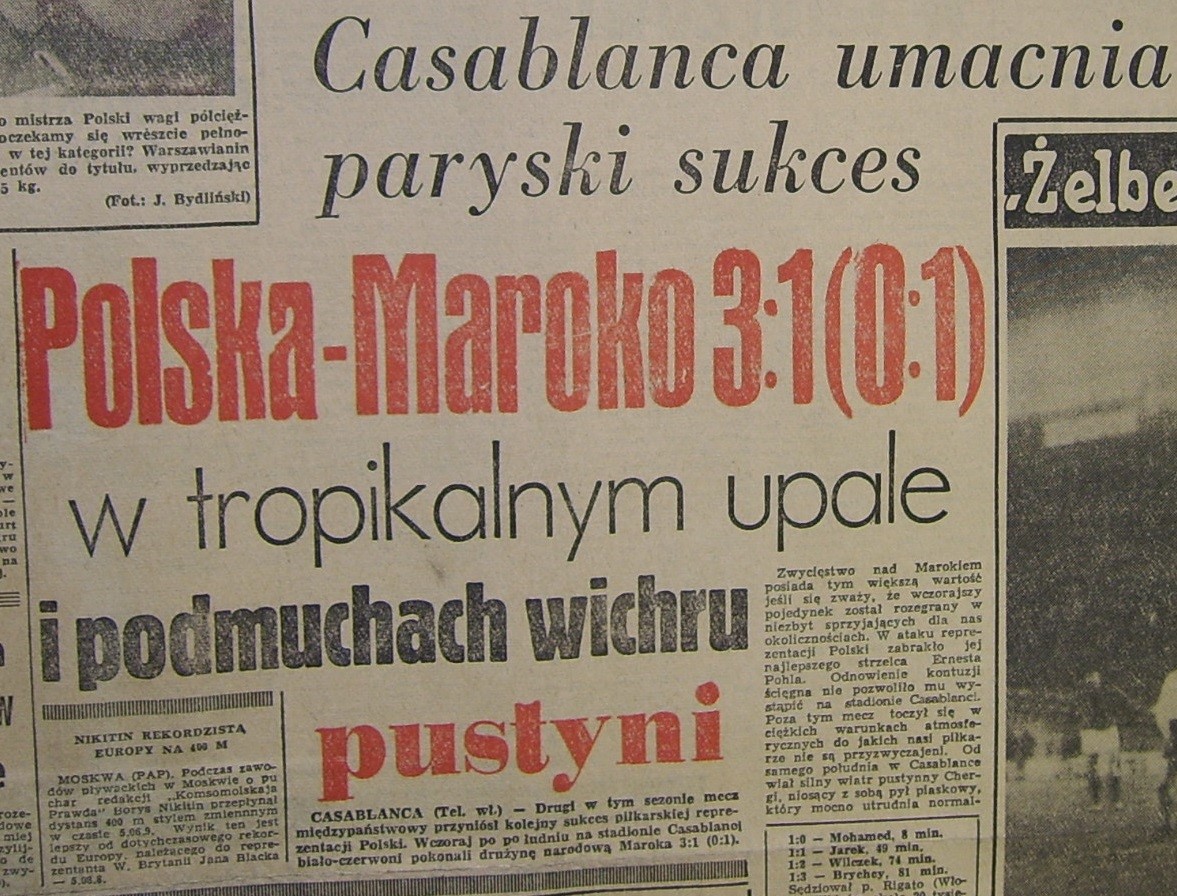 o mistrza Polski wagi półcięż-
oczekamy się wreszcie pełno-
w tej kategorii? Warszawianin
entów do tytułu, wyprzedzając
5 kg.
(Fot.: J. Bydliński)
Casablanca umacnia
paryski sukces
„Żelbe
Polska-Maroko 3:1(0:1)
w tropikalnym upale
i podmuchach wichru
pustyni
NIKITIN REKORDZISTĄ
EUROPY NA 400 M
MOSKWA (PAP). Podczas zawo-
dów pływackich w Moskwie o pu
char redakcji „Komsomolskaja
Prawda" Borys Nikitin przepłynął
dystans 400 m stylem zmiennym
w czasie 5.06,9. Wynik ten jest
lepszy od dotychczasowego rekor-
du Europy, należącego do repre-
zentanta W. Brytanii Jana Blacka
— 5.08,8.
CASABLANCA (Tel. wł.) — Drugi w tym sezonie mecz
międzypaństwowy przyniósł kolejny sukces piłkarskiej repre-
zentacji Polski. Wczoraj po po łudniu na stadionie Casablanci
biało-czerwoni pokonali drużynę narodową Maroka 3:1 (0:1).
Zwycięstwo nad Marokiem
posiada tym większą wartość
jeśli się zważy, że wczorajszy
pojedynek został rozegrany w
niezbyt sprzyjających dla nas
okolicznościach. W ataku repre-
zentacji Polski zabrakło jej
najlepszego strzelca Ernesta
Pohla. Odnowienie kontuzji
ścięgna nie pozwoliło mu wy-
stąpić na stadionie Casablanci.
Poza tym mecz toczył się w
ciężkich warunkach atmosfe-
rycznych do jakich nasi piłka-
rze nie są przyzwyczajeni. Od
samego południa w Casablance
wiał silny wiatr pustynny Cher-
gi, niosący z sobą pył piaskowy,
który mocno utrudnia normal-
1:0 — Mohamed, 8 min.
1:1 — Jarek, 49 min.
1:2 — Wilczek, 74 min.
1:3 — Brychcy, 81 min.
Sędziował p. Rigato (Wło-